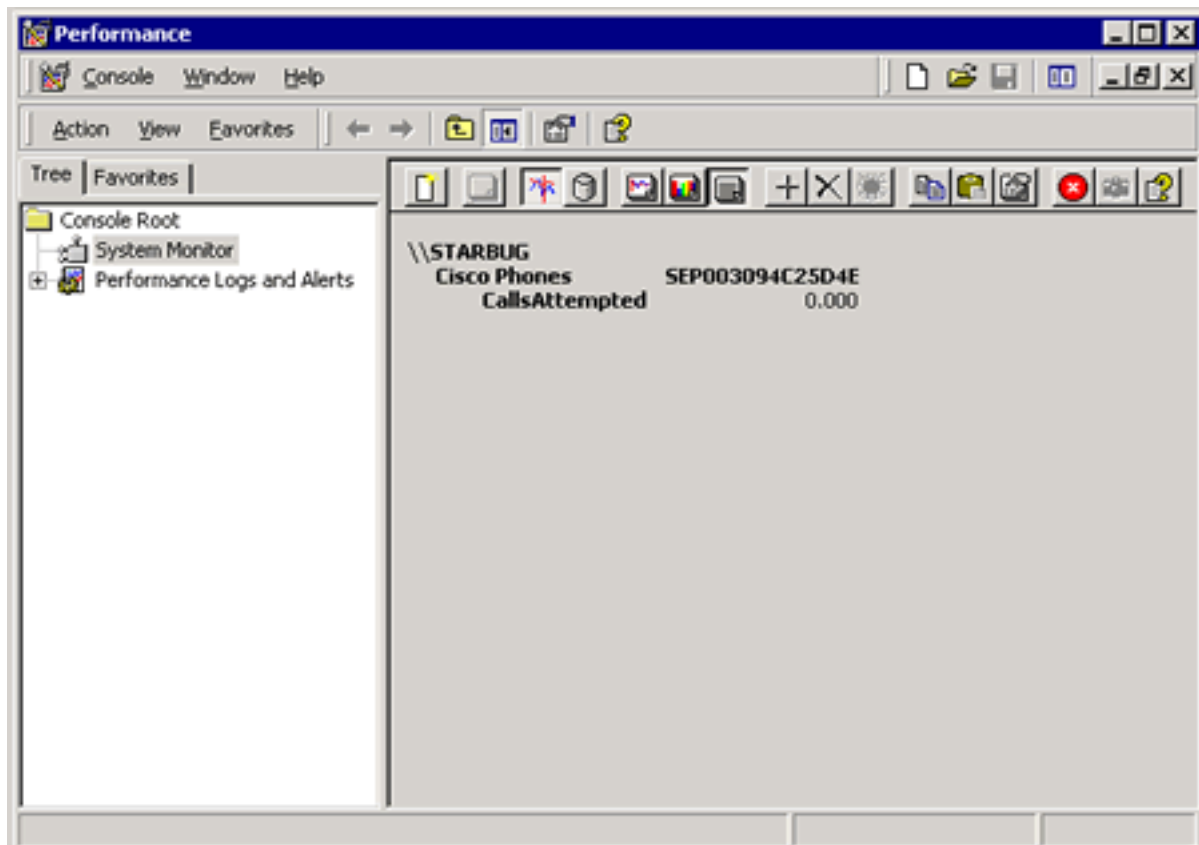 Performance
Console Window Help
Action View Favorites
Tree Favorites
Console Root
System Monitor
Performance Logs and Alerts
\\STARBUG
Cisco Phones SEP003094C25D4E
CallsAttempted 0.000